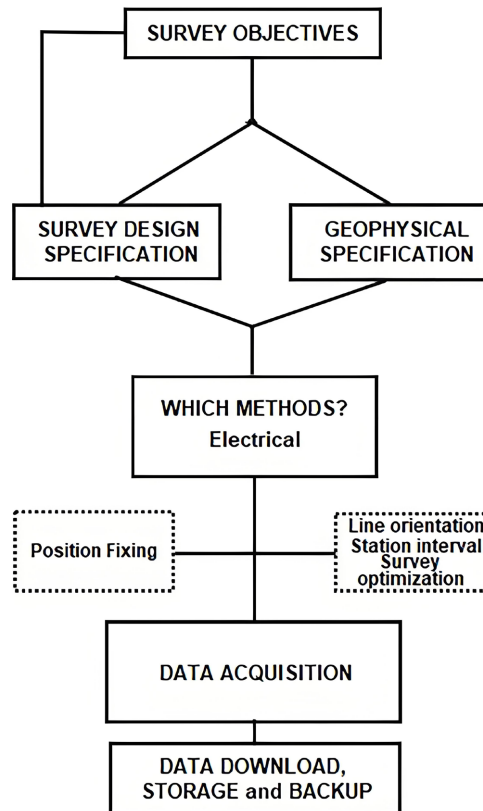 SURVEY OBJECTIVES
SURVEY DESIGN
SPECIFICATION
GEOPHYSICAL
SPECIFICATION
WHICH METHODS?
Electrical
Position Fixing
Line orientation
Station interval
Survey
optimization
DATA ACQUISITION
DATA DOWNLOAD,
STORAGE and BACKUP